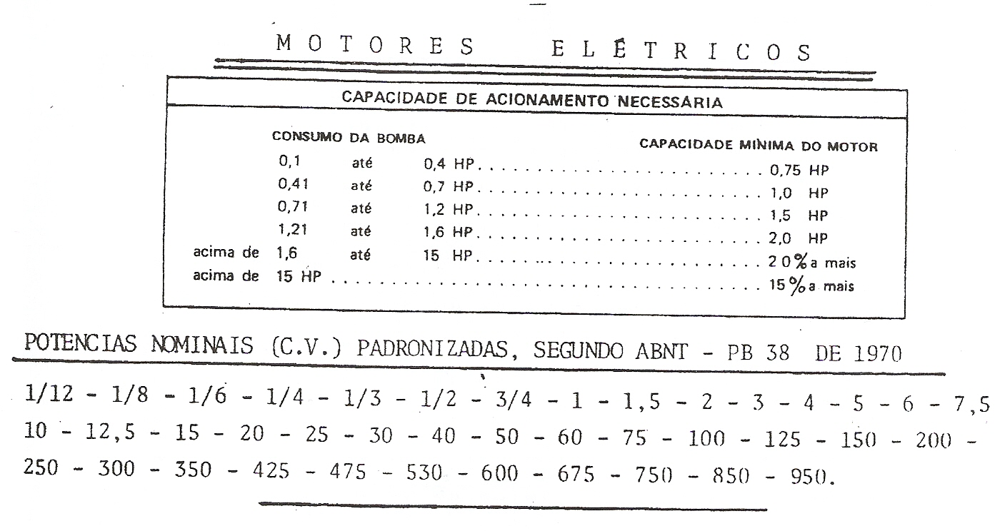 M O T O R E S   E L É T R I C O S
CAPACIDADE DE ACIONAMENTO NECESSÁRIA
CONSUMO DA BOMBA   CAPACIDADE MÍNIMA DO MOTOR
0,1 até 0,4 HP........................ 0,75 HP
0,41 até 0,7 HP........................ 1,0 HP
0,71 até 1,2 HP........................ 1,5 HP
1,21 até 1,6 HP........................ 2,0 HP
acima de 1,6 até 15 HP........................ 20% a mais
acima de 15 HP .................................... 15% a mais
POTENCIAS NOMINAIS (C.V.) PADRONIZADAS, SEGUNDO ABNT - PB 38 DE 1970
1/12 - 1/8 - 1/6 - 1/4 - 1/3 - 1/2 - 3/4 - 1 - 1,5 - 2 - 3 - 4 - 5 - 6 - 7,5
10 - 12,5 - 15 - 20 - 25 - 30 - 40 - 50 - 60 - 75 - 100 - 125 - 150 - 200 -
250 - 300 - 350 - 425 - 475 - 530 - 600 - 675 - 750 - 850 - 950.